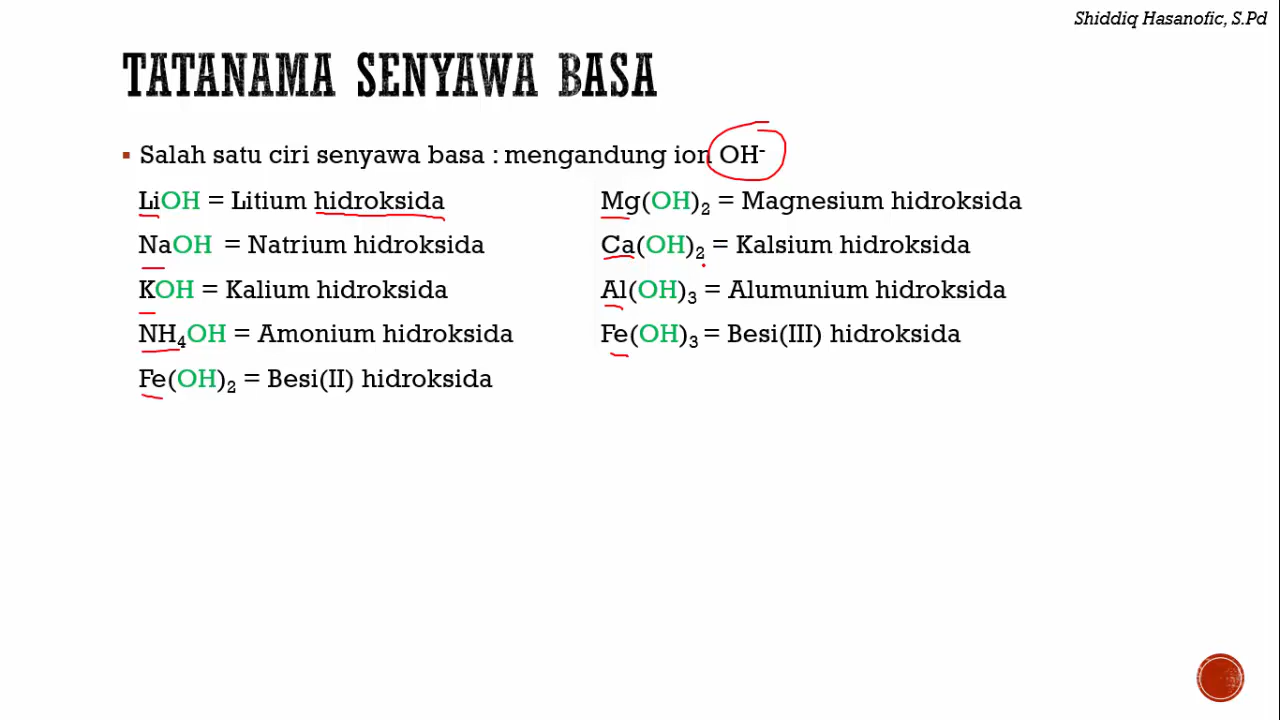 Shiddiq Hasanofic, S.Pd
TATANAMA SENYAWA BASA
▪ Salah satu ciri senyawa basa : mengandung ion OH⁻
LiOH = Litium hidroksida
NaOH = Natrium hidroksida
KOH = Kalium hidroksida
NH₄OH = Amonium hidroksida
Fe(OH)₂ = Besi(II) hidroksida
Mg(OH)₂ = Magnesium hidroksida
Ca(OH)₂ = Kalsium hidroksida
Al(OH)₃ = Alumunium hidroksida
Fe(OH)₃ = Besi(III) hidroksida